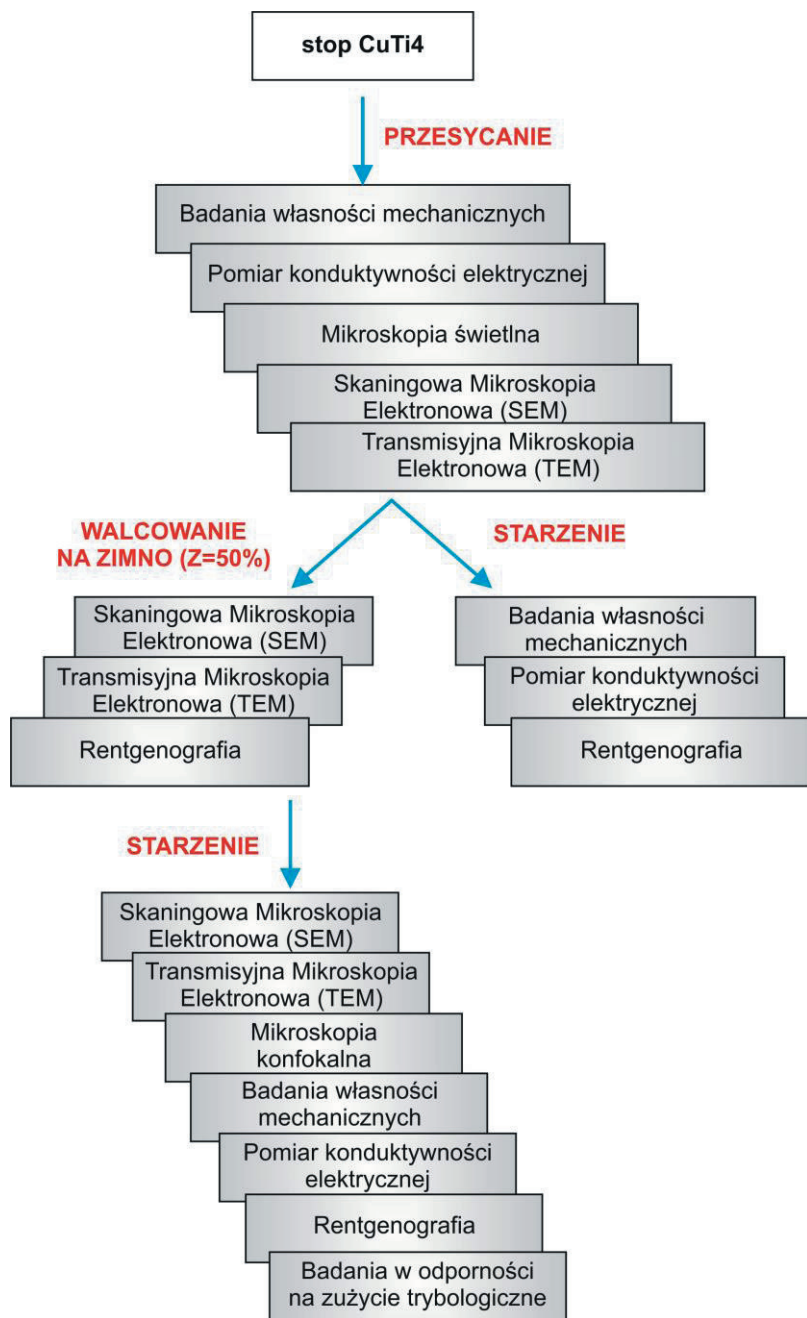 stop CuTi4
PRZESYCANIE
Badania własności mechanicznych
Pomiar konduktywności elektrycznej
Mikroskopia świetlna
Skaningowa Mikroskopia
Elektronowa (SEM)
Transmisyjna Mikroskopia
Elektronowa (TEM)
WALCOWANIE
NA ZIMNO (Z=50%)
Skaningowa Mikroskopia
Elektronowa (SEM)
Transmisyjna Mikroskopia
Elektronowa (TEM)
Rentgenografia
STARZENIE
Badania własności
mechanicznych
Pomiar konduktywności
elektrycznej
Rentgenografia
STARZENIE
Skaningowa Mikroskopia
Elektronowa (SEM)
Transmisyjna Mikroskopia
Elektronowa (TEM)
Mikroskopia
konfokalna
Badania własności
mechanicznych
Pomiar konduktywności
elektrycznej
Rentgenografia
Badania w odporności
na zużycie trybologiczne